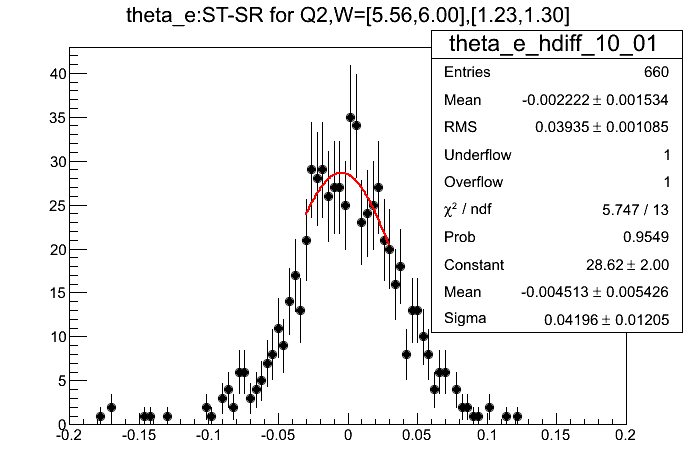 theta_e:ST-SR for Q2,W=[5.56,6.00],[1.23,1.30]
theta_e_hdiff_10_01
Entries 660
Mean -0.002222 ± 0.001534
RMS 0.03935 ± 0.001085
Underflow 1
Overflow 1
χ² / ndf 5.747 / 13
Prob 0.9549
Constant 28.62 ± 2.00
Mean -0.004513 ± 0.005426
Sigma 0.04196 ± 0.01205
40
35
30
25
20
15
10
5
0
-0.2 -0.15 -0.1 -0.05 0 0.05 0.1 0.15 0.2